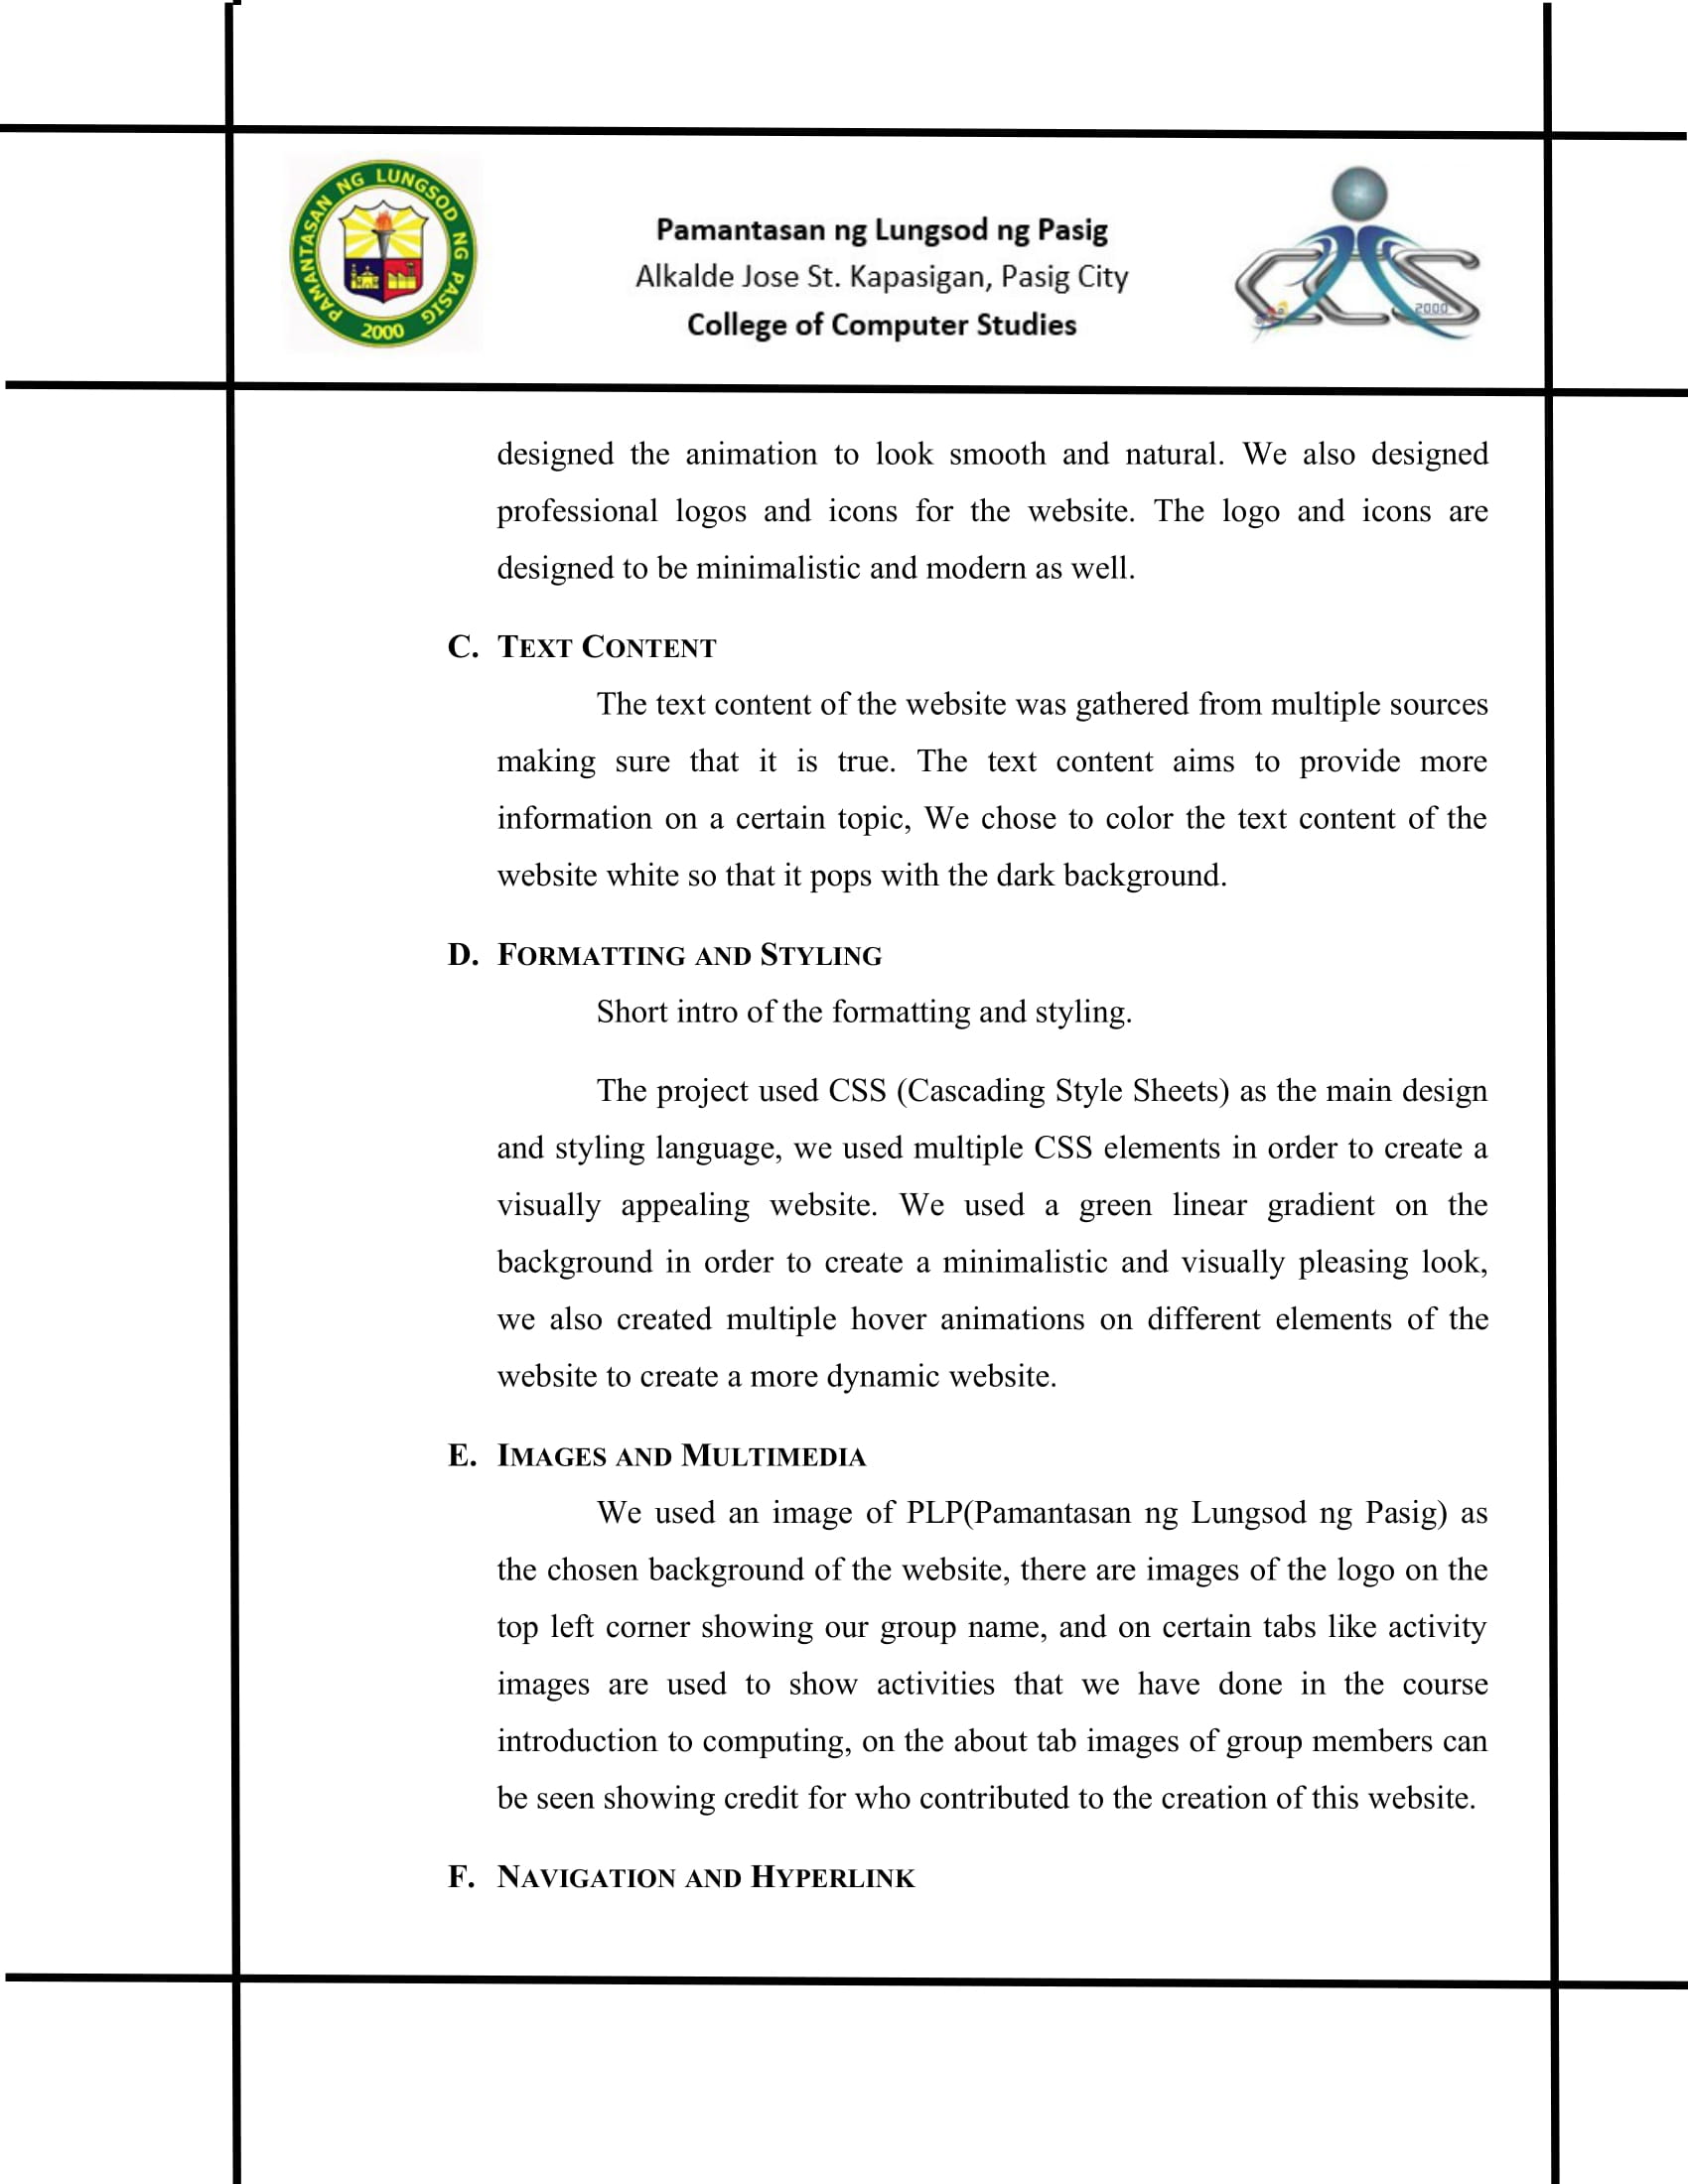 PAMANTASAN NG LUNGSOD NG PASIG
2000
Pamantasan ng Lungsod ng Pasig
Alkalde Jose St. Kapasigan, Pasig City
College of Computer Studies
CCS
2000
designed the animation to look smooth and natural. We also designed
professional logos and icons for the website. The logo and icons are
designed to be minimalistic and modern as well.
C. TEXT CONTENT
The text content of the website was gathered from multiple sources
making sure that it is true. The text content aims to provide more
information on a certain topic, We chose to color the text content of the
website white so that it pops with the dark background.
D. FORMATTING AND STYLING
Short intro of the formatting and styling.
The project used CSS (Cascading Style Sheets) as the main design
and styling language, we used multiple CSS elements in order to create a
visually appealing website. We used a green linear gradient on the
background in order to create a minimalistic and visually pleasing look,
we also created multiple hover animations on different elements of the
website to create a more dynamic website.
E. IMAGES AND MULTIMEDIA
We used an image of PLP(Pamantasan ng Lungsod ng Pasig) as
the chosen background of the website, there are images of the logo on the
top left corner showing our group name, and on certain tabs like activity
images are used to show activities that we have done in the course
introduction to computing, on the about tab images of group members can
be seen showing credit for who contributed to the creation of this website.
F. NAVIGATION AND HYPERLINK